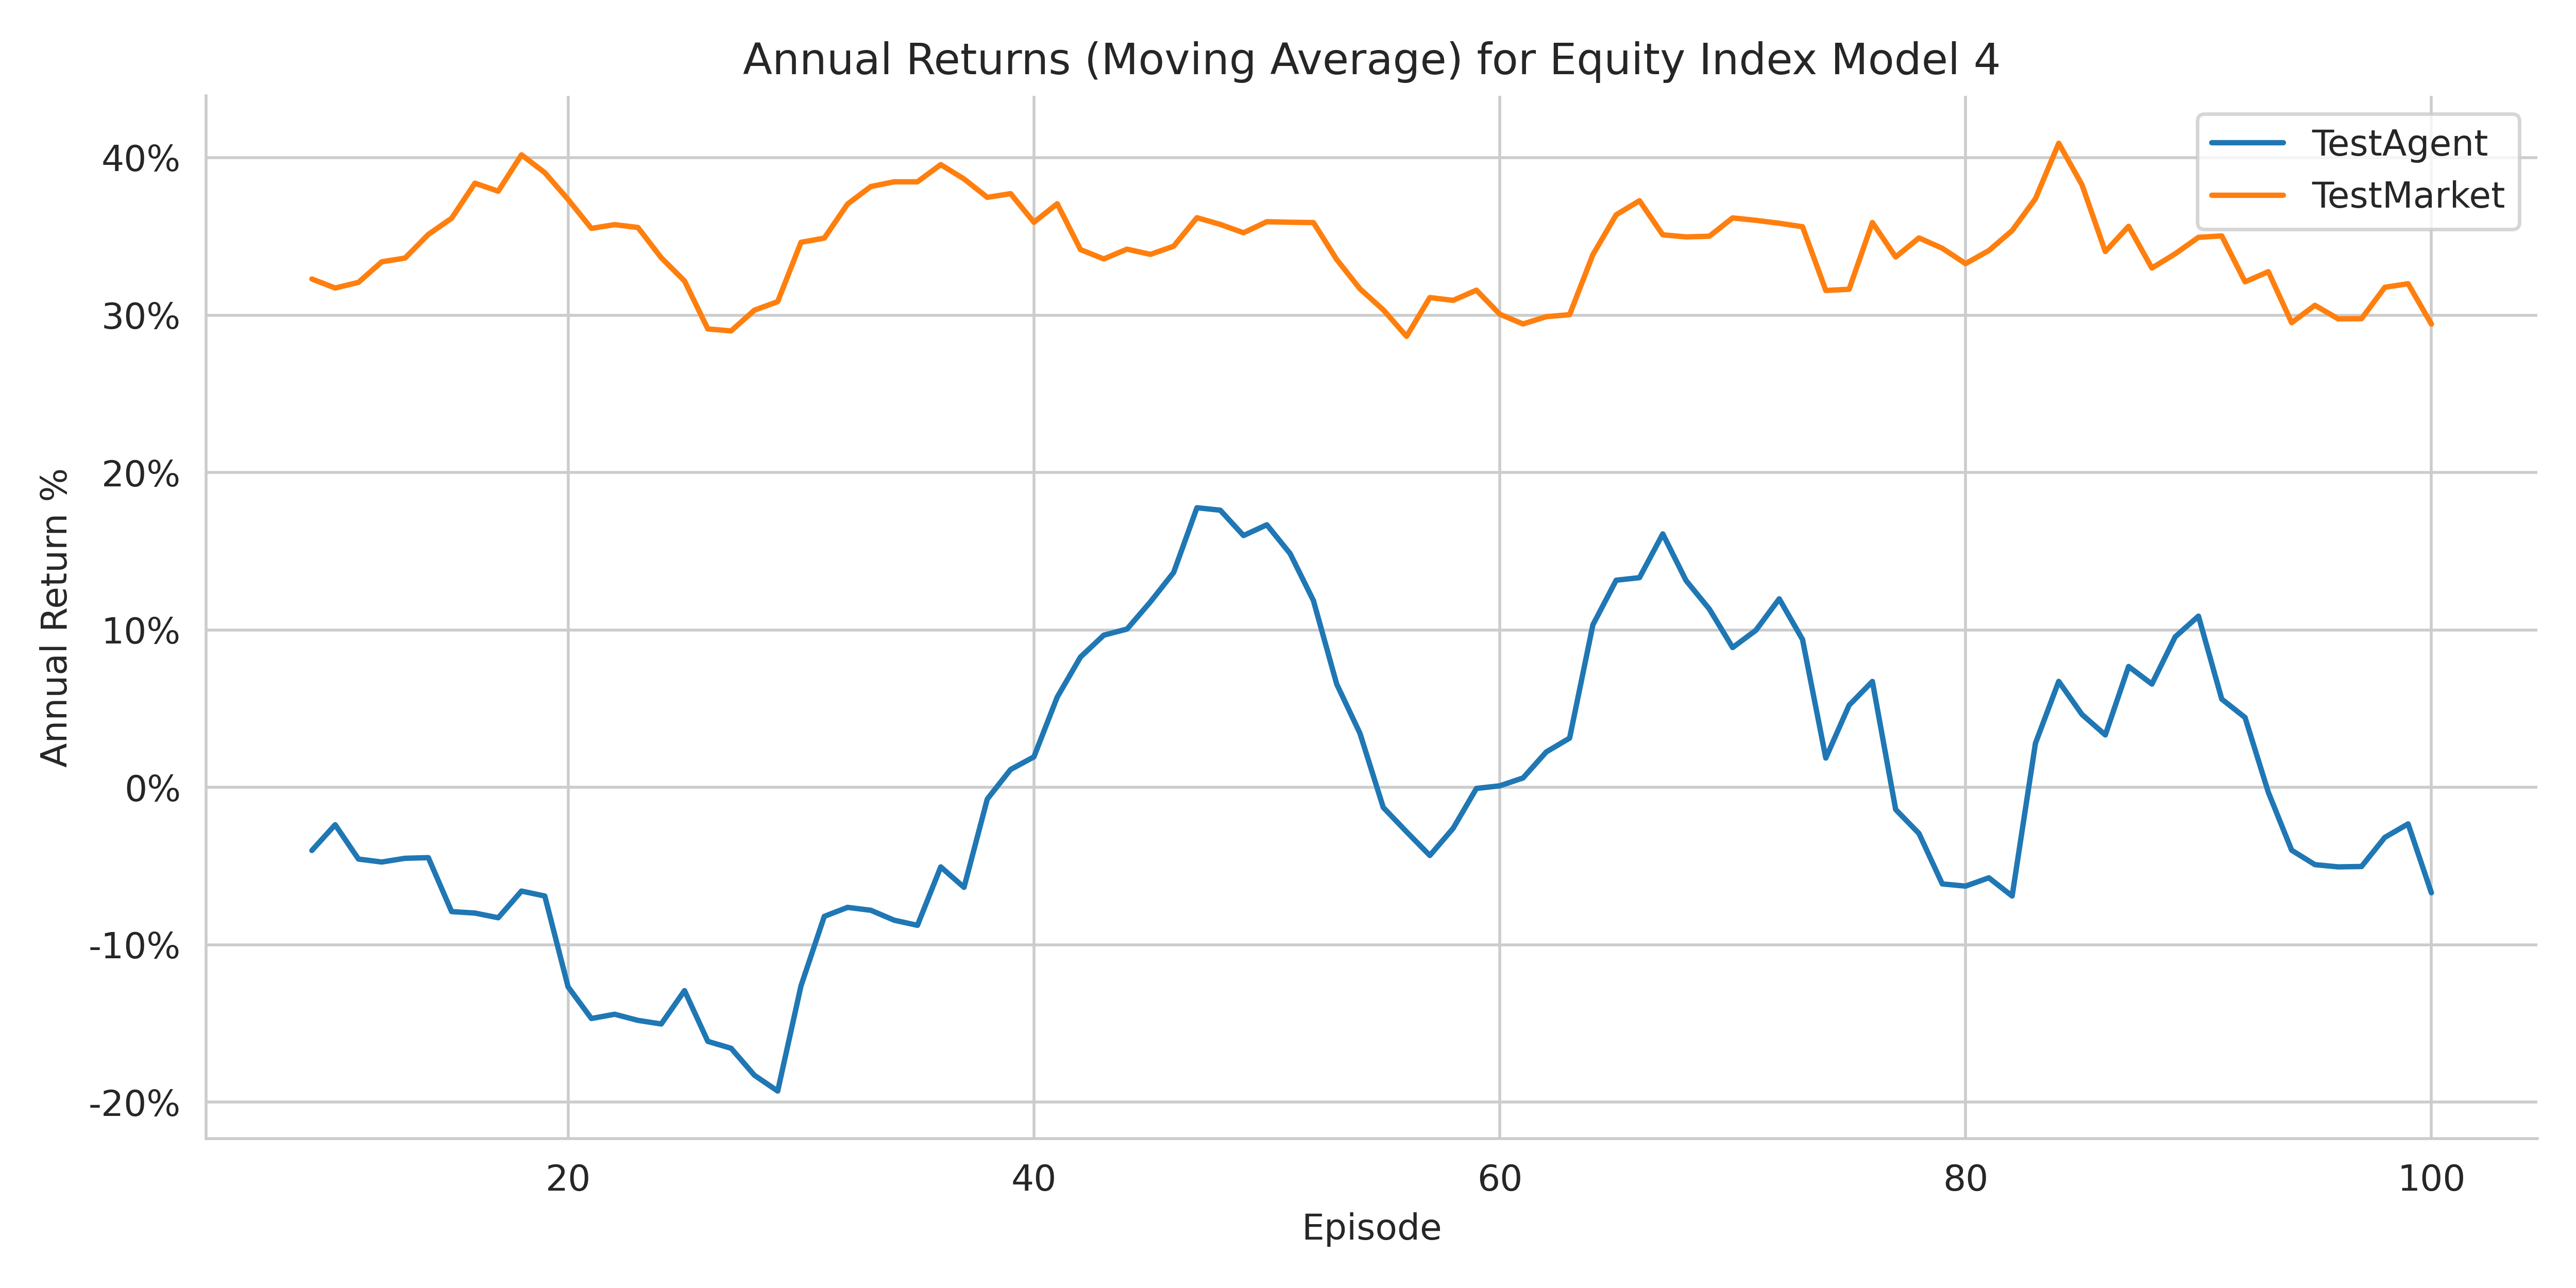 Annual Returns (Moving Average) for Equity Index Model 4
TestAgent
TestMarket
Annual Return %
40%
30%
20%
10%
0%
-10%
-20%
20
40
60
80
100
Episode